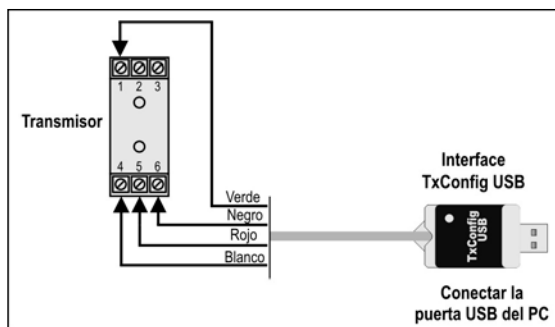 1 2 3
Transmisor
4 5 6
Verde
Negro
Rojo
Blanco
Interface
TxConfig USB
TxConfig
USB
Conectar la
puerta USB del PC